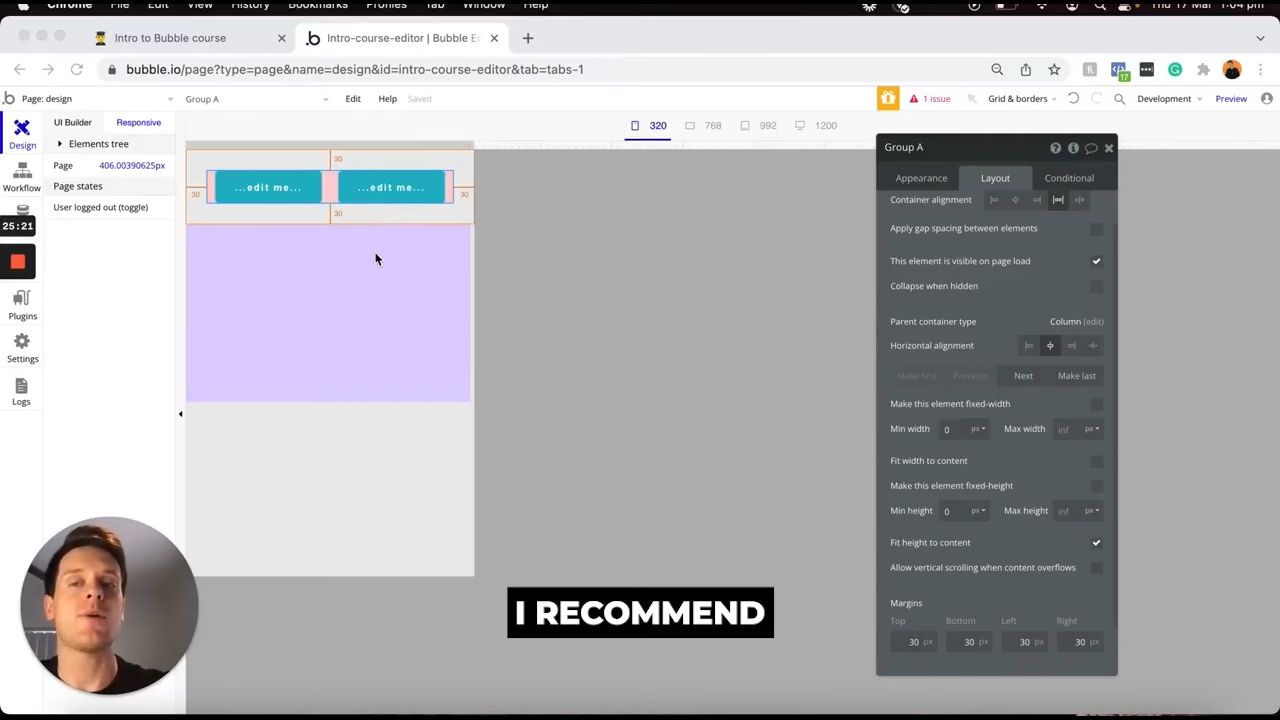 Chrome File Edit View History Bookmarks Profiles Tab Window Help
Thu 17 Mar 1:04 pm
Intro to Bubble course
Intro-course-editor | Bubble E
bubble.io/page?type=page&name=design&id=intro-course-editor&tab=tabs-1
17
Page: design
Group A
Edit
Help
Saved
1 issue
Grid & borders
Development
Preview
Design
Workflow
25:21
Plugins
Settings
Logs
UI Builder
Responsive
Elements tree
Page
406.00390625px
Page states
User logged out (toggle)
320
768
992
1200
30
30
...edit me...
...edit me...
30
30
Group A
Appearance
Layout
Conditional
Container alignment
Apply gap spacing between elements
This element is visible on page load
Collapse when hidden
Parent container type
Column (edit)
Horizontal alignment
Make first
Previous
Next
Make last
Make this element fixed-width
Min width 0 px
Max width inf px
Fit width to content
Make this element fixed-height
Min height 0 px
Max height inf px
Fit height to content
Allow vertical scrolling when content overflows
Margins
Top Bottom Left Right
30 px 30 px 30 px 30 px
I RECOMMEND